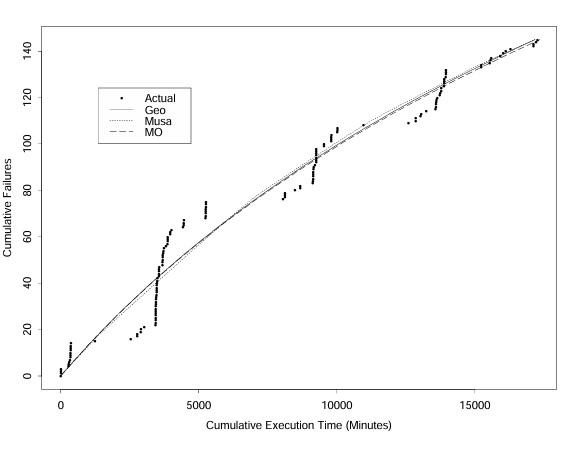 Cumulative Failures
140
120
100
80
60
40
20
0
Actual
Geo
Musa
MO
0 5000 10000 15000
Cumulative Execution Time (Minutes)